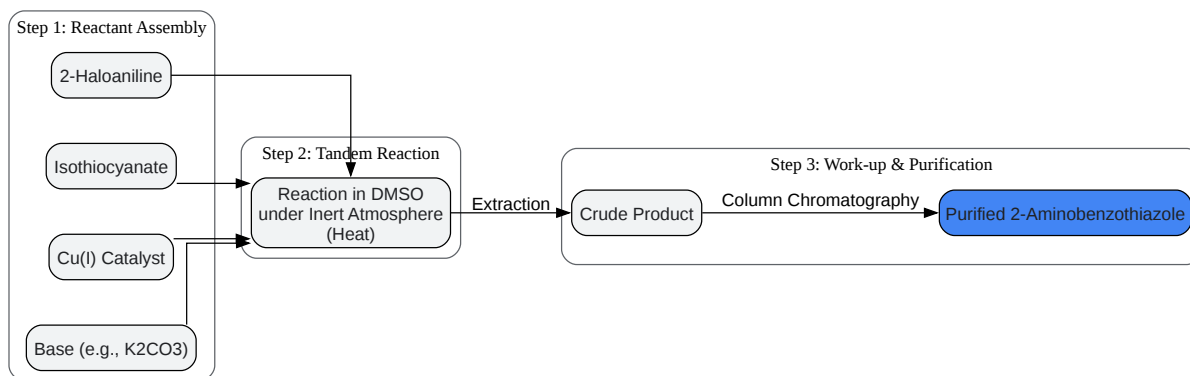 Step 1: Reactant Assembly
2-Haloaniline
Isothiocyanate
Cu(I) Catalyst
Base (e.g., K2CO3)
Step 2: Tandem Reaction
Reaction in DMSO
under Inert Atmosphere
(Heat)
Extraction
Step 3: Work-up & Purification
Crude Product
Column Chromatography
Purified 2-Aminobenzothiazole